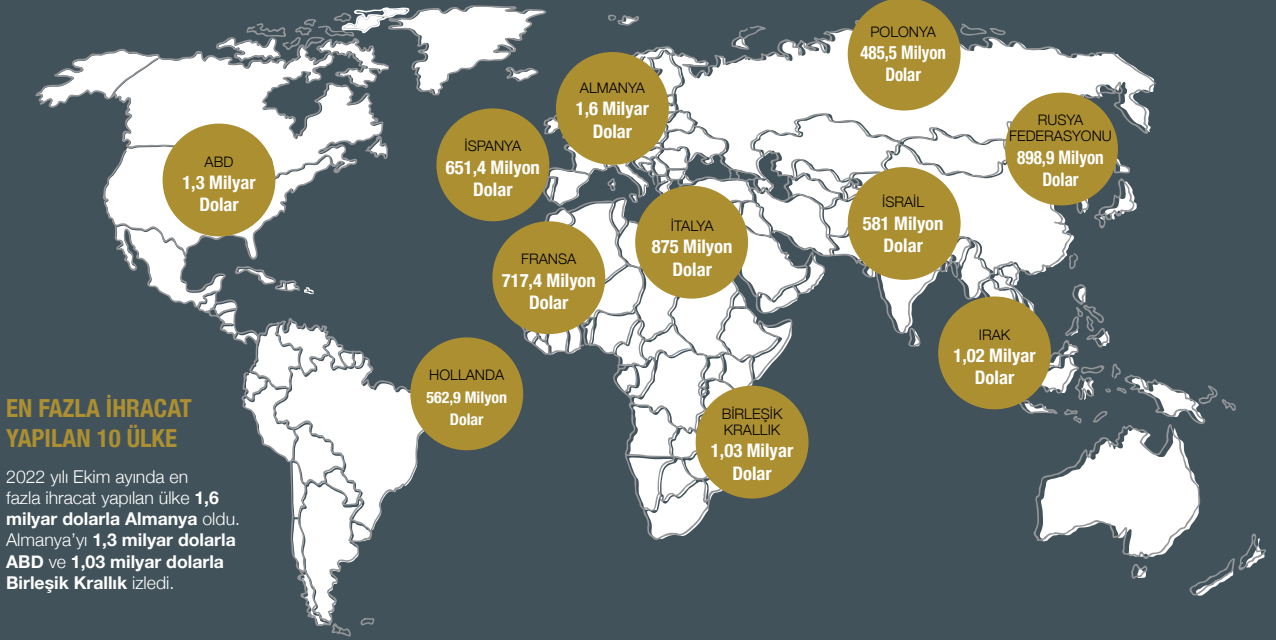 POLONYA
485,5 Milyon
Dolar
ALMANYA
1,6 Milyar
Dolar
RUSYA
FEDERASYONU
898,9 Milyon
Dolar
İSPANYA
651,4 Milyon
Dolar
ABD
1,3 Milyar
Dolar
İSRAİL
581 Milyon
Dolar
İTALYA
875 Milyon
Dolar
FRANSA
717,4 Milyon
Dolar
IRAK
1,02 Milyar
Dolar
HOLLANDA
562,9 Milyon
Dolar
BİRLEŞİK
KRALLIK
1,03 Milyar
Dolar
EN FAZLA İHRACAT
YAPILAN 10 ÜLKE
2022 yılı Ekim ayında en
fazla ihracat yapılan ülke 1,6
milyar dolarla Almanya oldu.
Almanya’yı 1,3 milyar dolarla
ABD ve 1,03 milyar dolarla
Birleşik Krallık izledi.